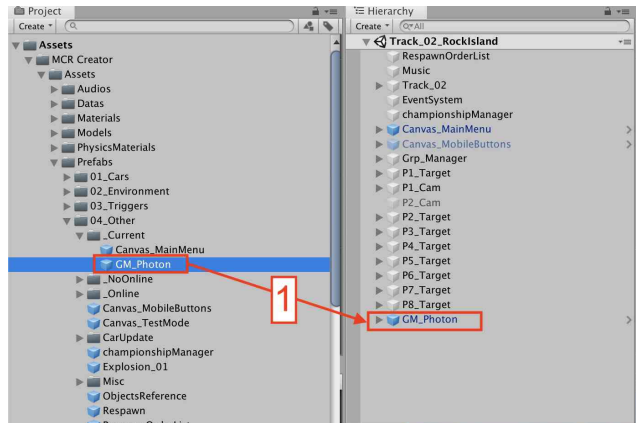 Project
Create
Assets
MCR Creator
Assets
Audios
Datas
Materials
Models
PhysicsMaterials
Prefabs
01_Cars
02_Environment
03_Triggers
04_Other
_Current
Canvas_MainMenu
GM_Photon
_NoOnline
_Online
Canvas_MobileButtons
Canvas_TestMode
CarUpdate
championshipManager
Explosion_01
Misc
ObjectsReference
Respawn
1
Hierarchy
Create
All
Track_02_RockIsland
RespawnOrderList
Music
Track_02
EventSystem
championshipManager
Canvas_MainMenu
Canvas_MobileButtons
Grp_Manager
P1_Target
P1_Cam
P2_Cam
P2_Target
P3_Target
P4_Target
P5_Target
P6_Target
P7_Target
P8_Target
GM_Photon